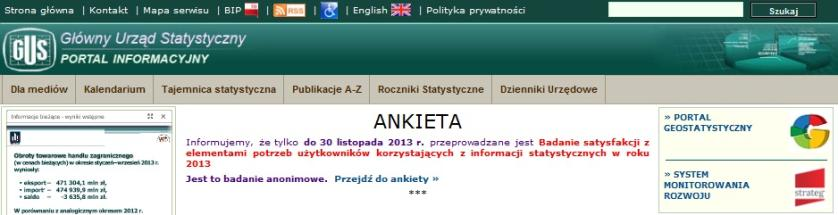 Strona główna | Kontakt | Mapa serwisu | BIP | RSS | | English | Polityka prywatności Szukaj
GUS Główny Urząd Statystyczny
PORTAL INFORMACYJNY
Dla mediów Kalendarium Tajemnica statystyczna Publikacje A-Z Roczniki Statystyczne Dzienniki Urzędowe
Informacje bieżące - wyniki wstępne
Obroty towarowe handlu zagranicznego
(w cenach bieżących) w okresie styczeń–wrzesień 2013 r.
wyniosły:
• eksport – 471 304,1 mln zł,
• import – 474 939,9 mln zł,
• saldo – -3 635,8 mln zł.
W porównaniu z analogicznym okresem 2012 r.
ANKIETA
Informujemy, że tylko do 30 listopada 2013 r. przeprowadzane jest Badanie satysfakcji z
elementami potrzeb użytkowników korzystających z informacji statystycznych w roku
2013
Jest to badanie anonimowe. Przejdź do ankiety »
***
» PORTAL
GEOSTATYSTYCZNY
» SYSTEM
MONITOROWANIA
ROZWOJU
strateg